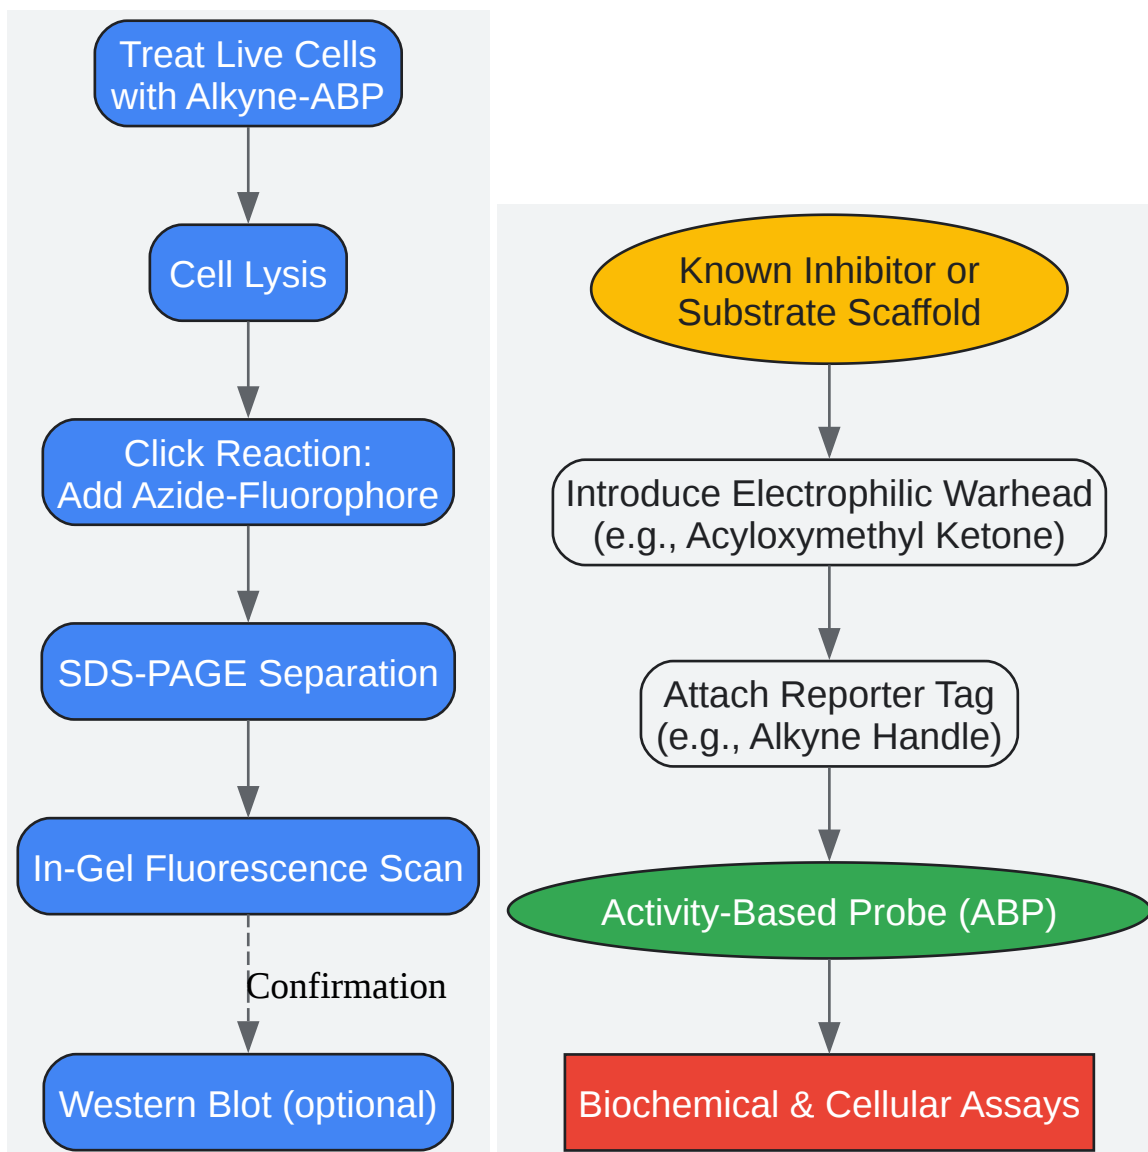 Treat Live Cells
with Alkyne-ABP
Cell Lysis
Click Reaction:
Add Azide-Fluorophore
SDS-PAGE Separation
In-Gel Fluorescence Scan
Confirmation
Western Blot (optional)
Known Inhibitor or
Substrate Scaffold
Introduce Electrophilic Warhead
(e.g., Acyloxymethyl Ketone)
Attach Reporter Tag
(e.g., Alkyne Handle)
Activity-Based Probe (ABP)
Biochemical & Cellular Assays